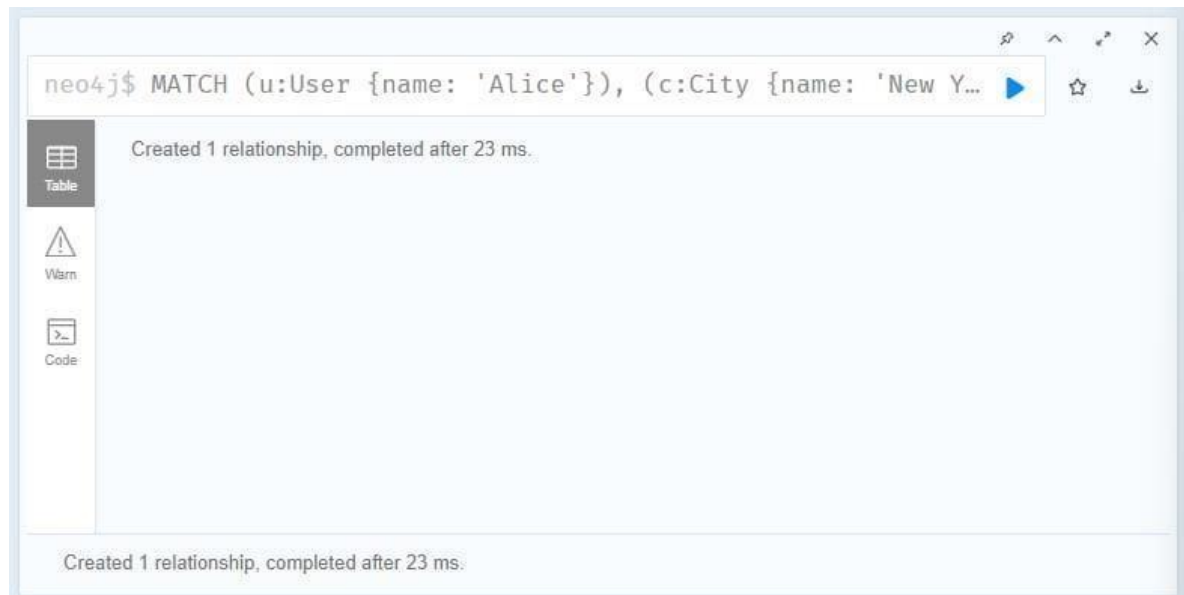 neo4j$ MATCH (u:User {name: 'Alice'}), (c:City {name: 'New Y…
Table
Created 1 relationship, completed after 23 ms.
Warn
Code
Created 1 relationship, completed after 23 ms.